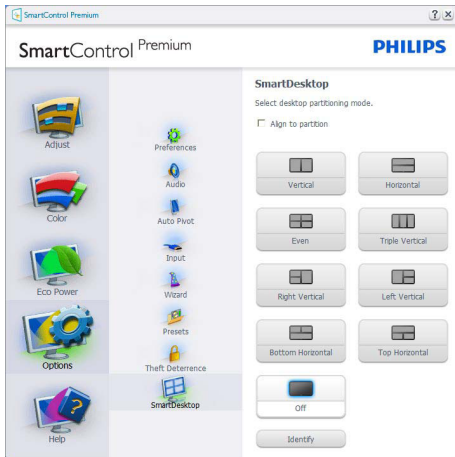 SmartControl Premium
SmartControl Premium
PHILIPS
Adjust
Color
Eco Power
Options
Help
Preferences
Audio
Auto Pivot
Input
Wizard
Presets
Theft Deterrence
SmartDesktop
SmartDesktop
Select desktop partitioning mode.
Align to partition
Vertical
Horizontal
Even
Triple Vertical
Right Vertical
Left Vertical
Bottom Horizontal
Top Horizontal
Off
Identify